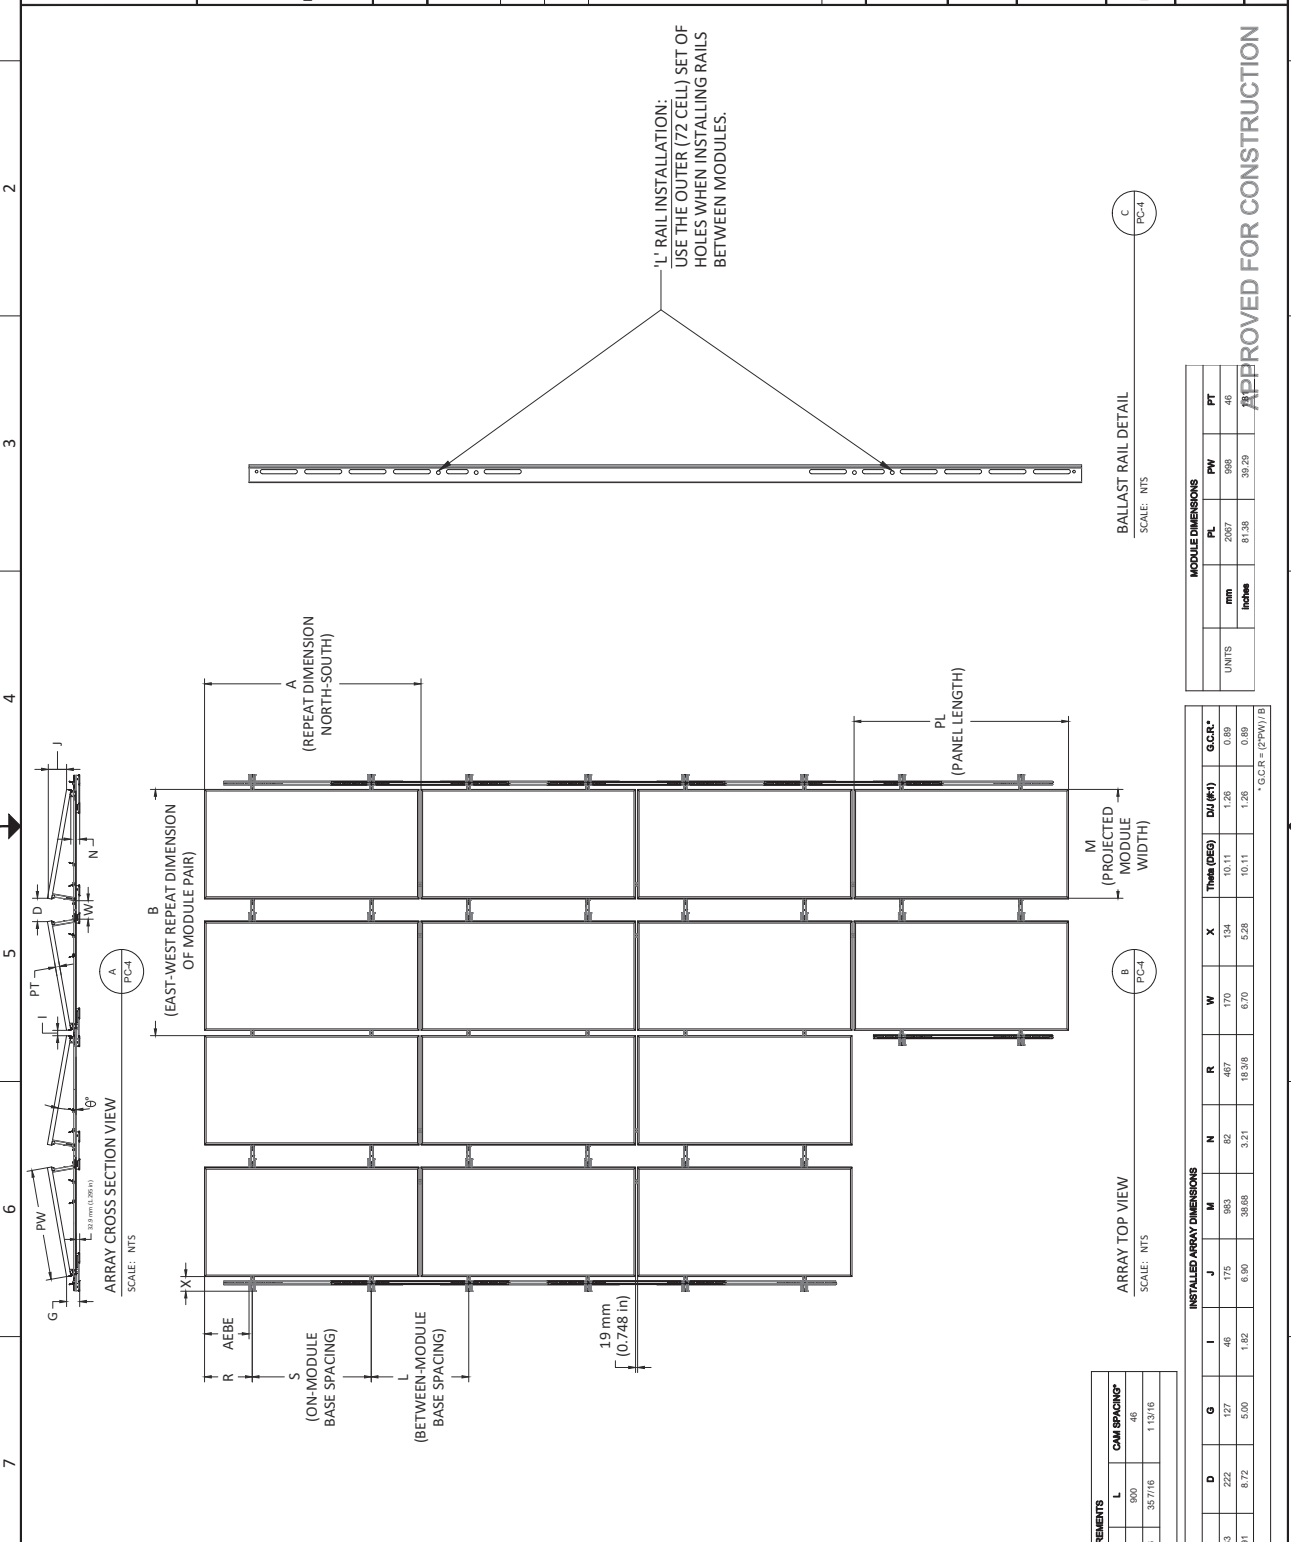 'L' RAIL INSTALLATION:
USE THE OUTER (72 CELL) SET OF
HOLES WHEN INSTALLING RAILS
BETWEEN MODULES.
J
N
D
W
PT
I
θ°
PW
32.9 mm (1.295 in)
G
A
PC-4
ARRAY CROSS SECTION VIEW
SCALE: NTS
A
(REPEAT DIMENSION
NORTH-SOUTH)
B
(EAST-WEST REPEAT DIMENSION
OF MODULE PAIR)
PL
(PANEL LENGTH)
M
(PROJECTED
MODULE
WIDTH)
X
AEBE
R
S
(ON-MODULE
BASE SPACING)
L
(BETWEEN-MODULE
BASE SPACING)
19 mm
(0.748 in)
B
PC-4
ARRAY TOP VIEW
SCALE: NTS
C
PC-4
BALLAST RAIL DETAIL
SCALE: NTS
APPROVED FOR CONSTRUCTION
MODULE DIMENSIONS
PL PW PT
UNITS mm 2067 998 46
inches 81.38 39.29
INSTALLED ARRAY DIMENSIONS
D G I J M N R W X Theta (DEG) D/J (#:1) G.C.R.*
222 127 46 175 983 82 467 170 134 10.11 1.26 0.89
8.72 5.00 1.82 6.90 38.68 3.21 18 3/8 6.70 5.28 10.11 1.26 0.89
* G.C.R = (2*PW) / B
REMENTS
L CAM SPACING*
900 46
35 7/16 1 13/16
2
3
4
5
6
7